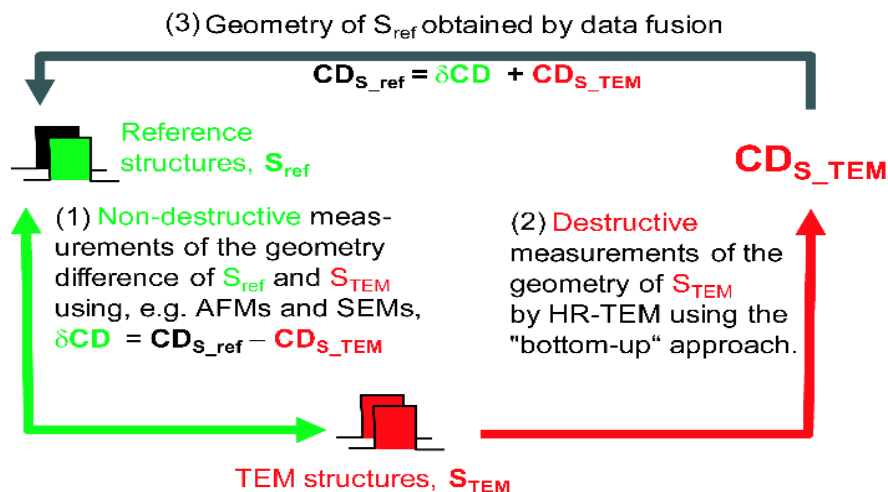 (3) Geometry of S_ref obtained by data fusion
CD_S_ref = δCD + CD_S_TEM
Reference
structures, S_ref
CD_S_TEM
(1) Non-destructive meas-
urements of the geometry
difference of S_ref and S_TEM
using, e.g. AFMs and SEMs,
δCD = CD_S_ref – CD_S_TEM
(2) Destructive
measurements of the
geometry of S_TEM
by HR-TEM using the
"bottom-up“ approach.
TEM structures, S_TEM